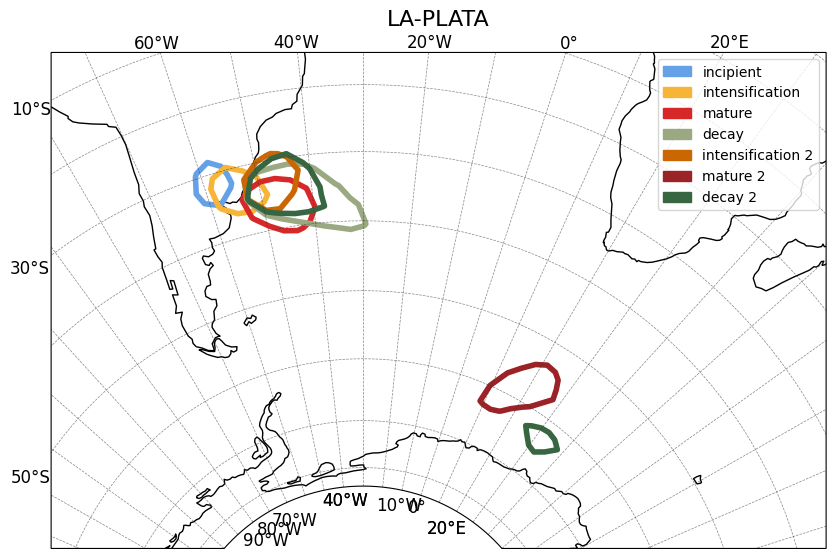 LA-PLATA
60°W 40°W 20°W 0° 20°E
10°S
30°S
50°S
incipient
intensification
mature
decay
intensification 2
mature 2
decay 2
40°W 10°W 0°
70°W 20°E
80°W
90°W